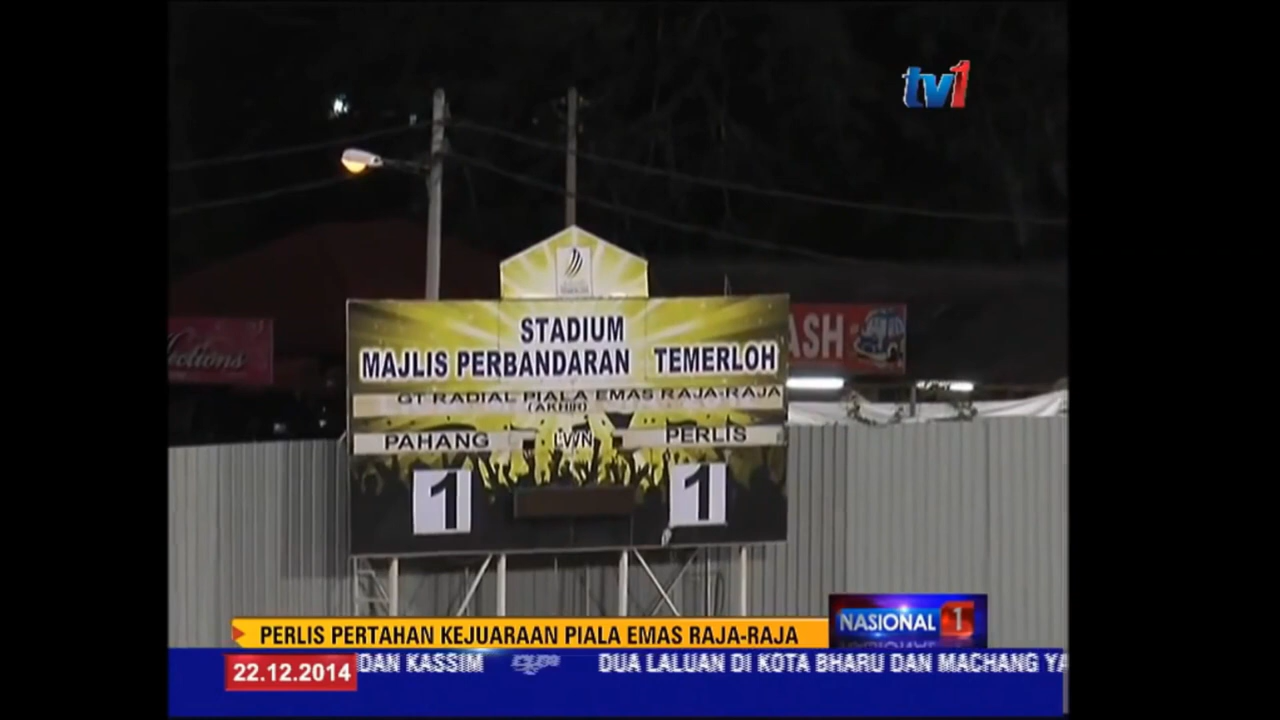 tv1
STADIUM
MAJLIS PERBANDARAN TEMERLOH
GT RADIAL PIALA EMAS RAJA-RAJA
(AKHIR)
PAHANG LWN PERLIS
1 1
ASH
NASIONAL 1
PERLIS PERTAHAN KEJUARAAN PIALA EMAS RAJA-RAJA
22.12.2014 DAN KASSIM DUA LALUAN DI KOTA BHARU DAN MACHANG YA